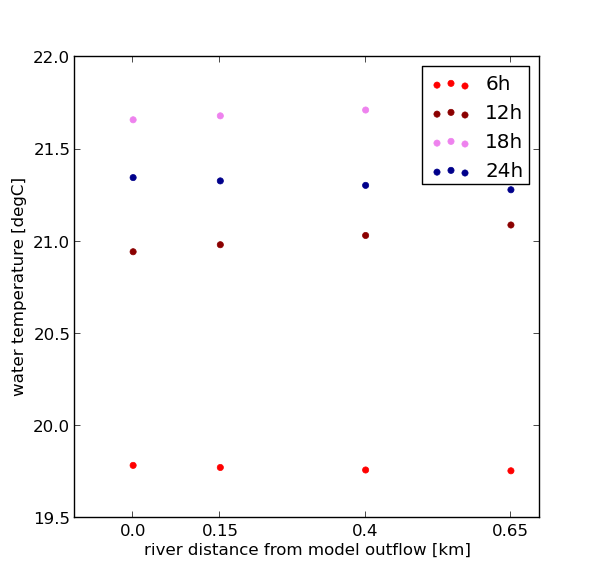 22.0
21.5
21.0
20.5
20.0
19.5
water temperature [degC]
6h
12h
18h
24h
0.0 0.15 0.4 0.65
river distance from model outflow [km]